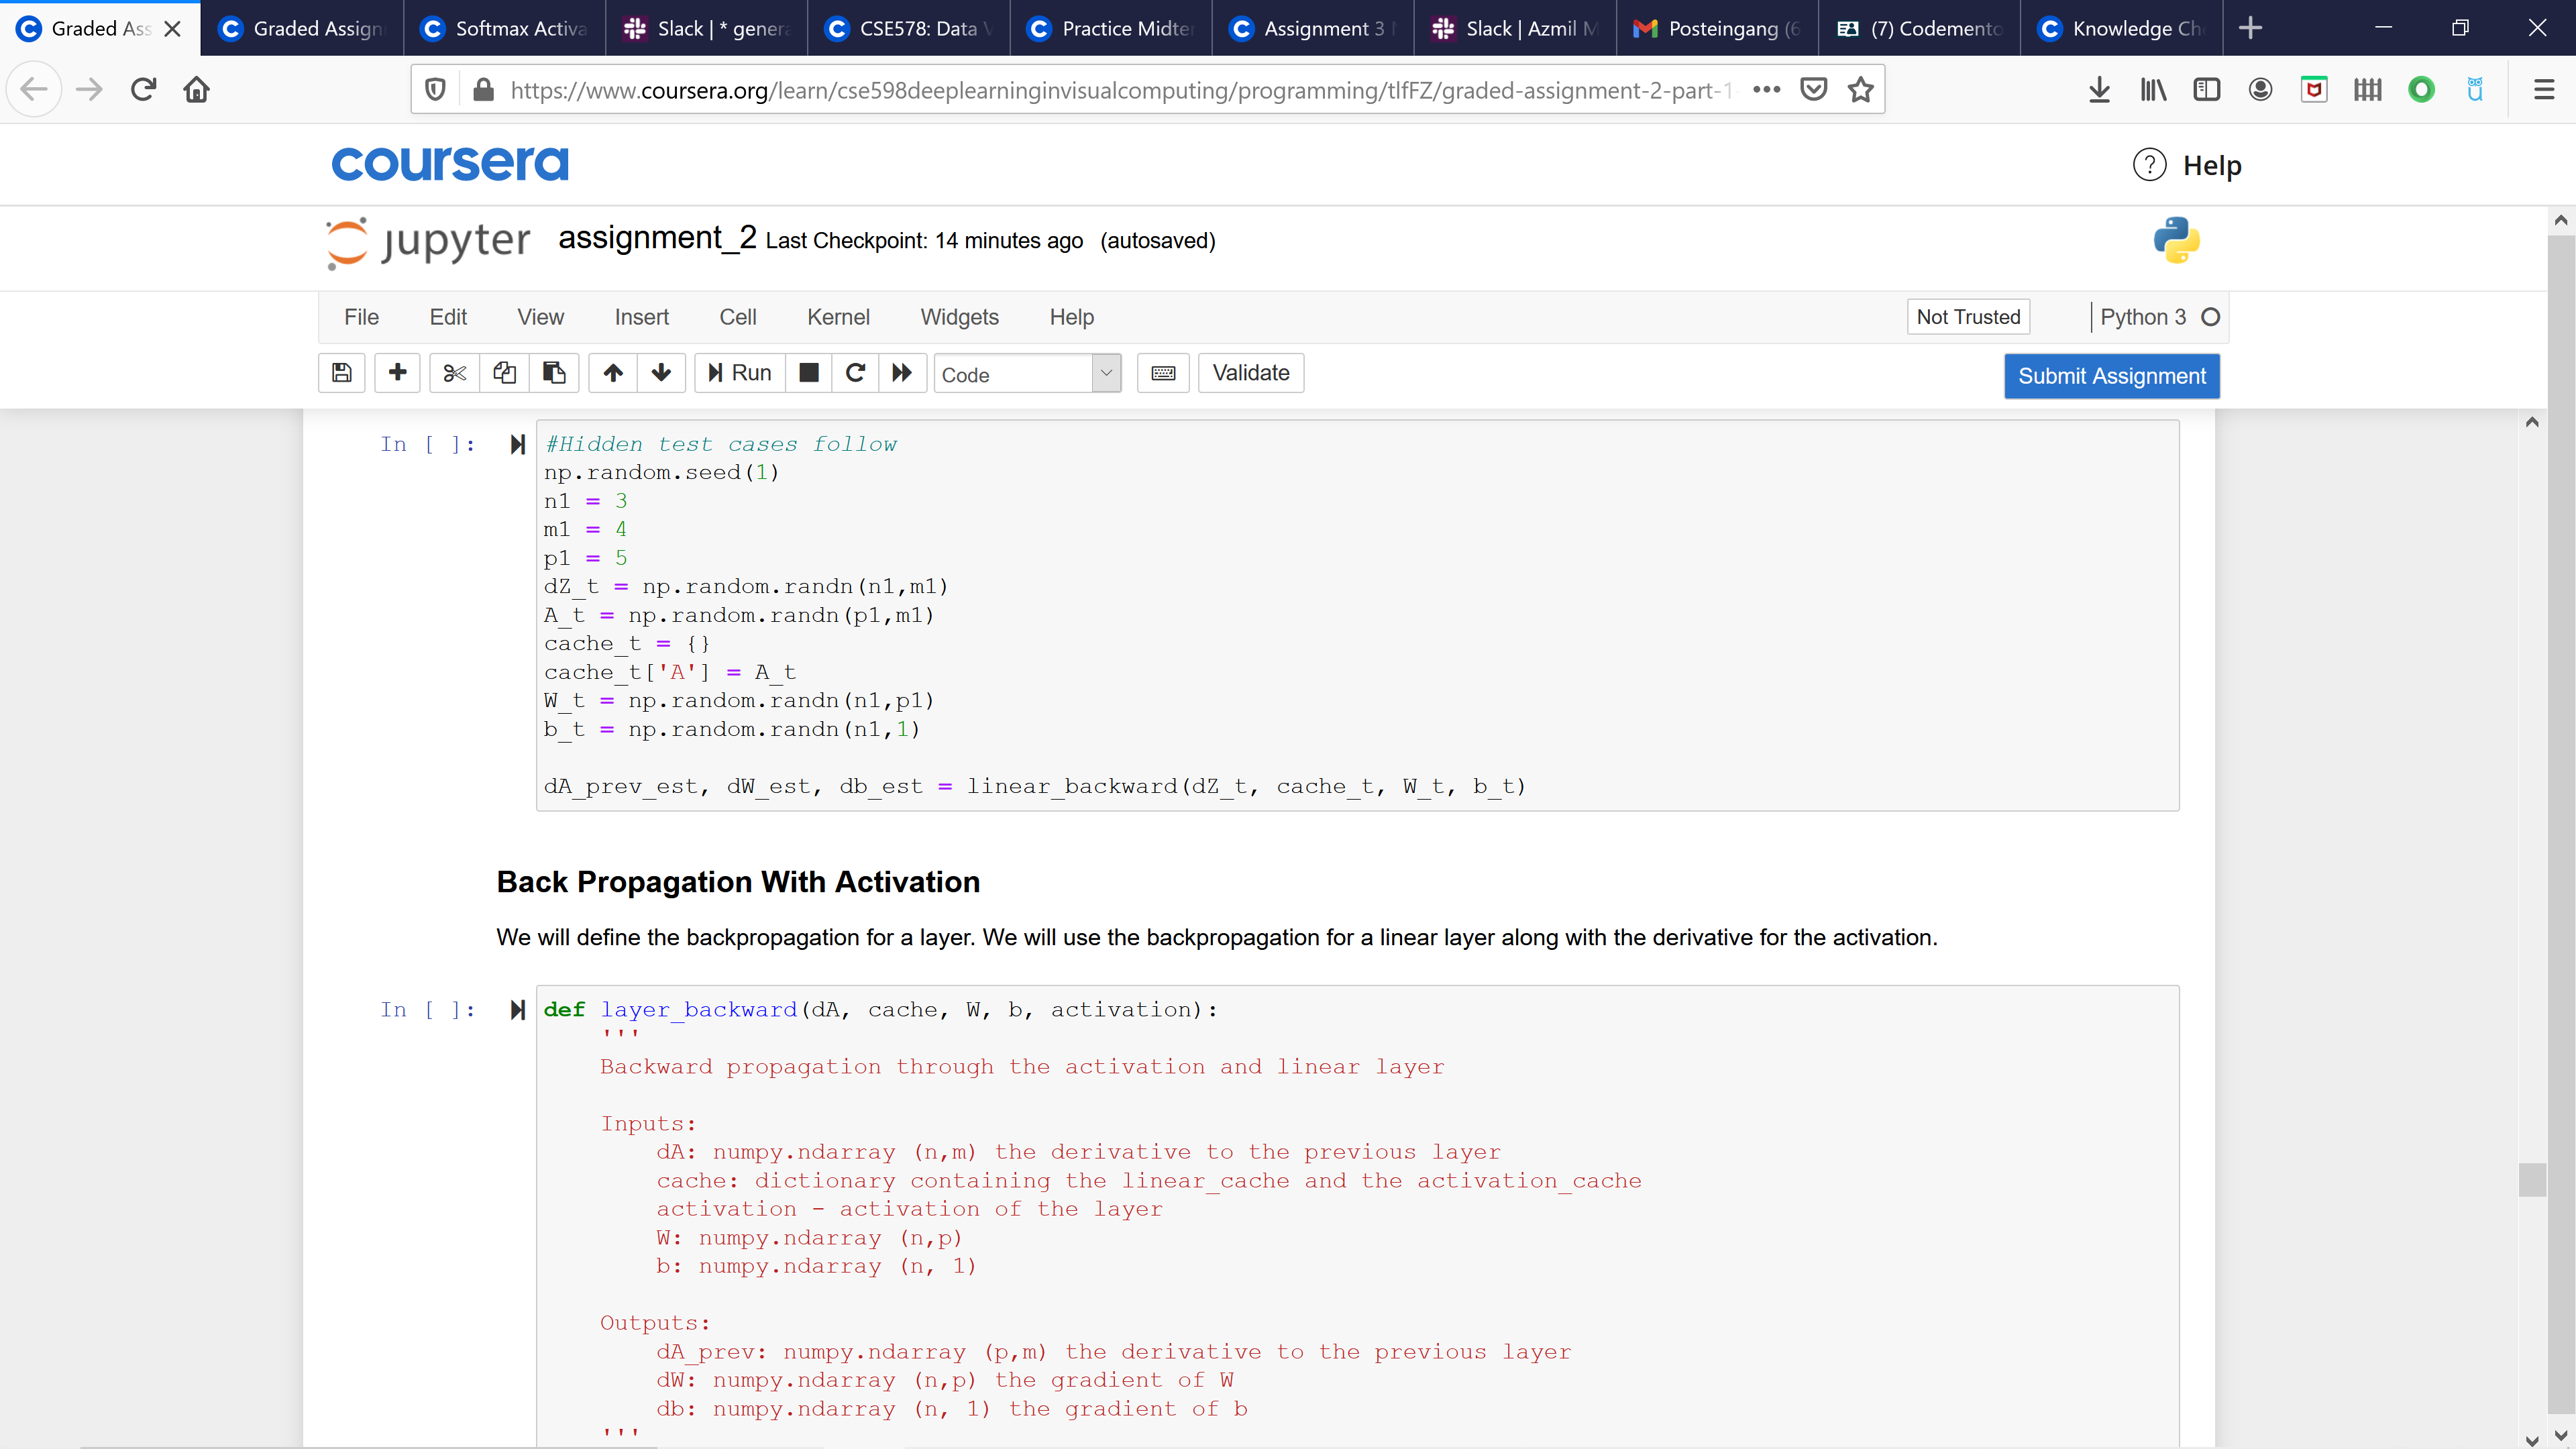 Graded Ass
Graded Assign
Softmax Activa
Slack | * genera
CSE578: Data V
Practice Midter
Assignment 3
Slack | Azmil M
Posteingang (6
(7) Codemento
Knowledge Ch
https://www.coursera.org/learn/cse598deeplearninginvisualcomputing/programming/tlfFZ/graded-assignment-2-part-1-
coursera
? Help
jupyter assignment_2 Last Checkpoint: 14 minutes ago (autosaved)
File Edit View Insert Cell Kernel Widgets Help Not Trusted Python 3
Run Code Validate Submit Assignment
In [ ]: #Hidden test cases follow
np.random.seed(1)
n1 = 3
m1 = 4
p1 = 5
dZ_t = np.random.randn(n1,m1)
A_t = np.random.randn(p1,m1)
cache_t = {}
cache_t['A'] = A_t
W_t = np.random.randn(n1,p1)
b_t = np.random.randn(n1,1)
dA_prev_est, dW_est, db_est = linear_backward(dZ_t, cache_t, W_t, b_t)
Back Propagation With Activation
We will define the backpropagation for a layer. We will use the backpropagation for a linear layer along with the derivative for the activation.
In [ ]: def layer_backward(dA, cache, W, b, activation):
'''
Backward propagation through the activation and linear layer
Inputs:
dA: numpy.ndarray (n,m) the derivative to the previous layer
cache: dictionary containing the linear_cache and the activation_cache
activation - activation of the layer
W: numpy.ndarray (n,p)
b: numpy.ndarray (n, 1)
Outputs:
dA_prev: numpy.ndarray (p,m) the derivative to the previous layer
dW: numpy.ndarray (n,p) the gradient of W
db: numpy.ndarray (n, 1) the gradient of b
'''